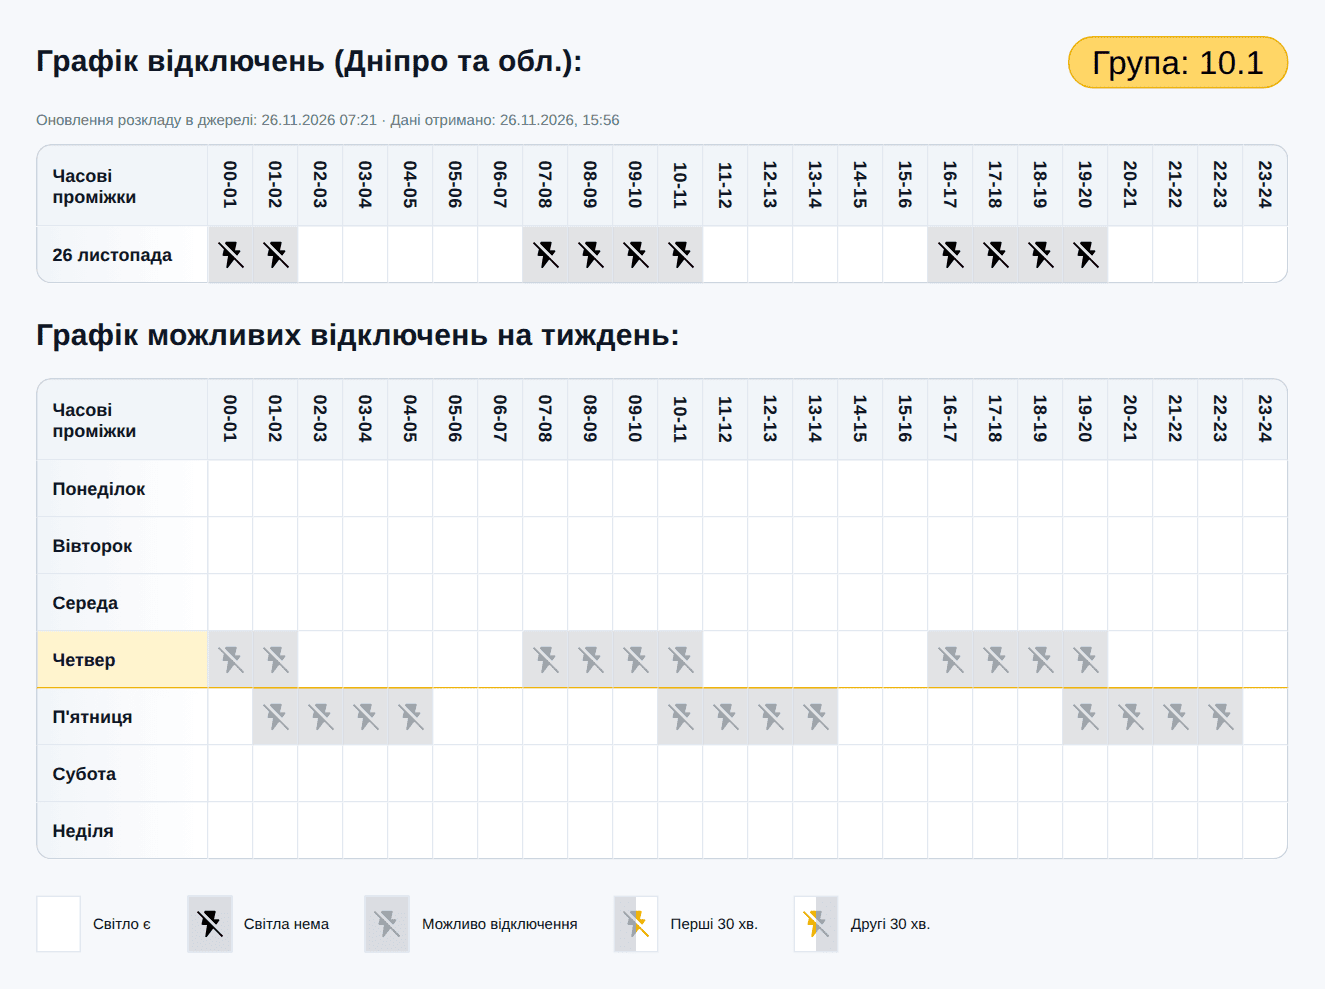 Графік відключень (Дніпро та обл.):
Група: 10.1
Оновлення розкладу в джерелі: 26.11.2026 07:21 · Дані отримано: 26.11.2026, 15:56
Часові
проміжки
00-01 01-02 02-03 03-04 04-05 05-06 06-07 07-08 08-09 09-10 10-11 11-12 12-13 13-14 14-15 15-16 16-17 17-18 18-19 19-20 20-21 21-22 22-23 23-24
26 листопада
Графік можливих відключень на тиждень:
Часові
проміжки
00-01 01-02 02-03 03-04 04-05 05-06 06-07 07-08 08-09 09-10 10-11 11-12 12-13 13-14 14-15 15-16 16-17 17-18 18-19 19-20 20-21 21-22 22-23 23-24
Понеділок
Вівторок
Середа
Четвер
П'ятниця
Субота
Неділя
Світло є
Світла нема
Можливо відключення
Перші 30 хв.
Другі 30 хв.